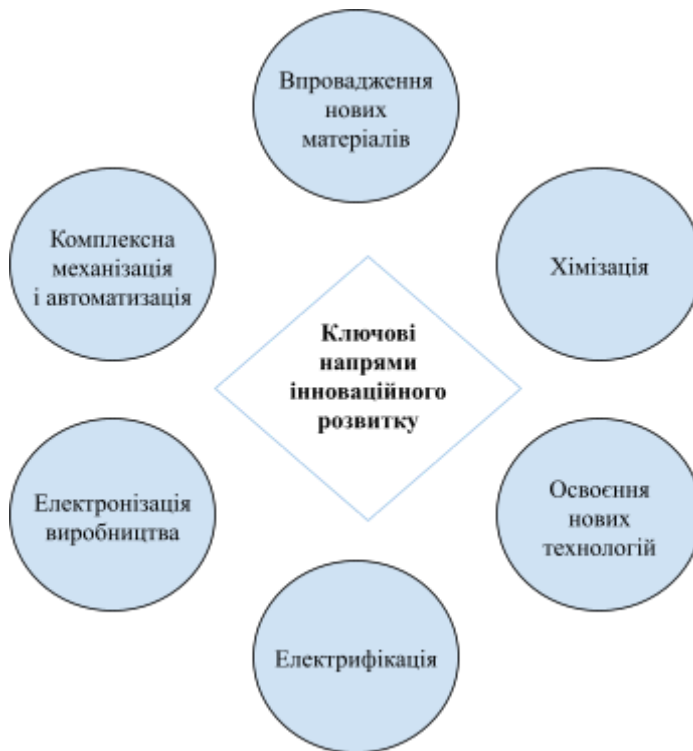 Впровадження
нових
матеріалів
Комплексна
механізація
і автоматизація
Хімізація
Ключові
напрями
інноваційного
розвитку
Електронізація
виробництва
Освоєння
нових
технологій
Електрифікація